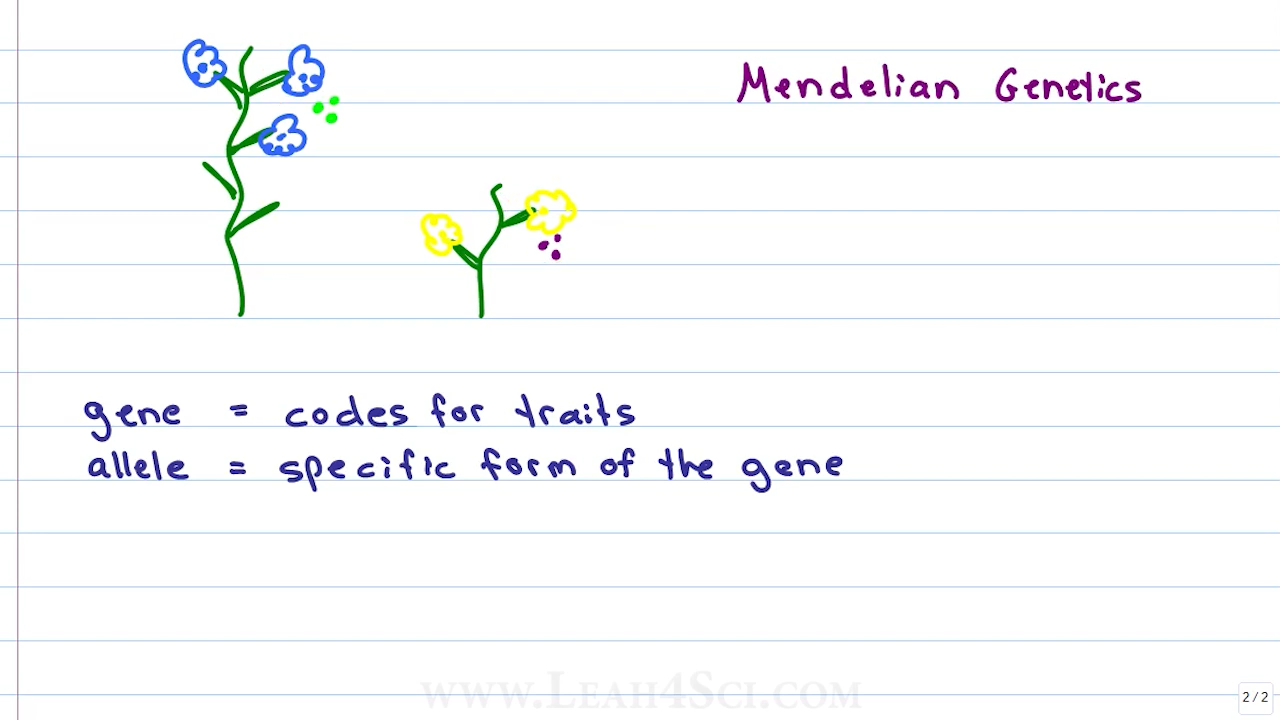 Mendelian Genetics
gene = codes for traits
allele = specific form of the gene
www.Leah4Sci.com
2 / 2